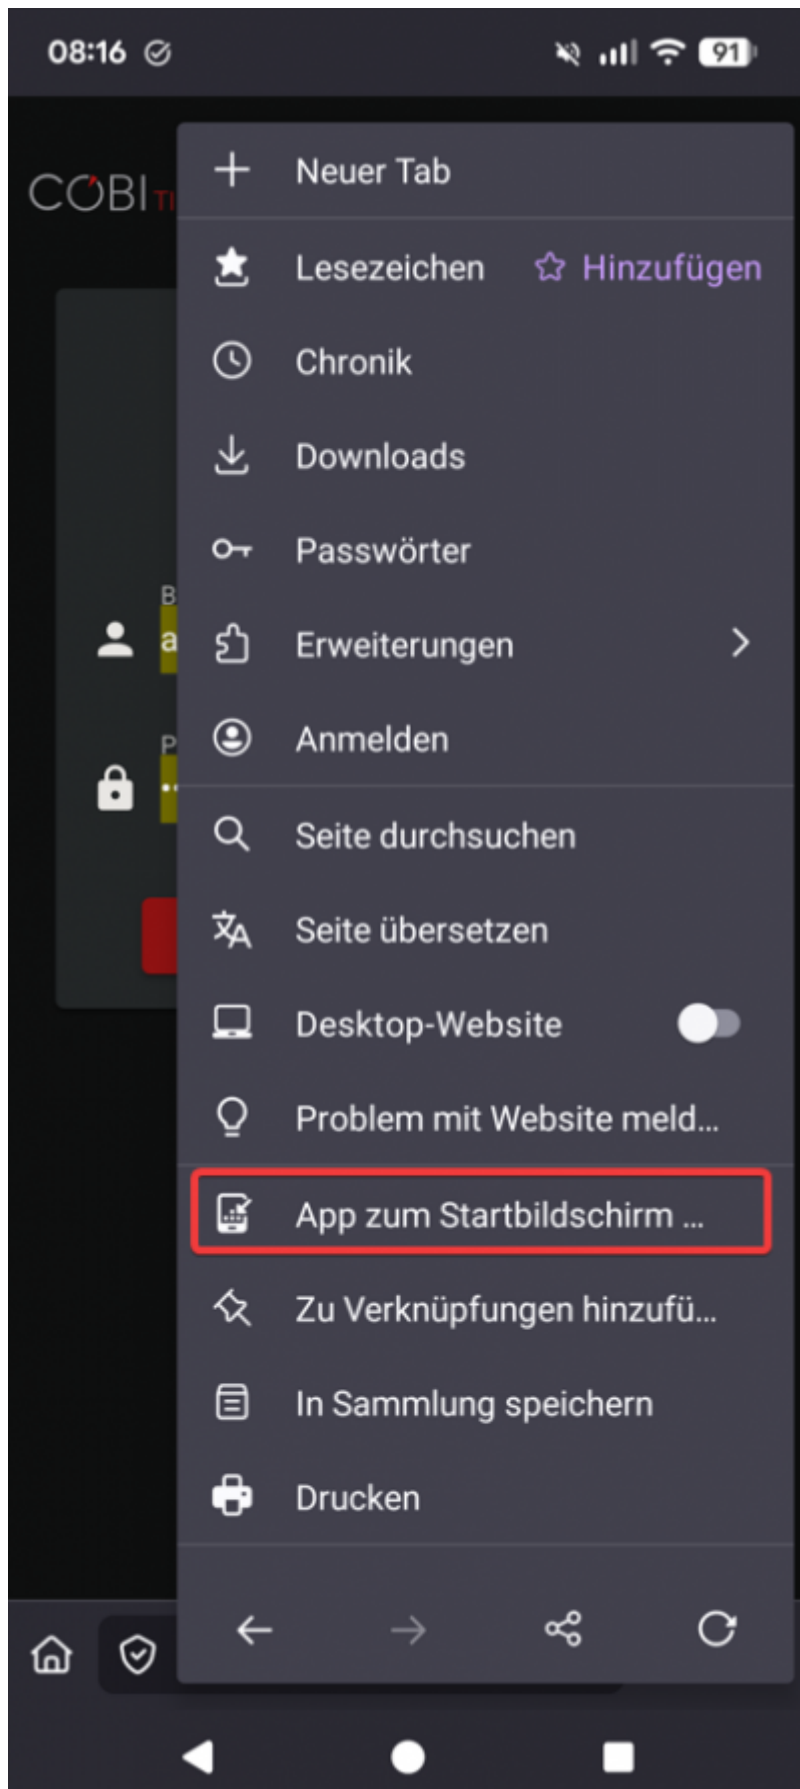 08:16
91
COBI TI
Neuer Tab
Lesezeichen Hinzufügen
Chronik
Downloads
Passwörter
Erweiterungen
B
a
Anmelden
P
Seite durchsuchen
Seite übersetzen
Desktop-Website
Problem mit Website meld...
App zum Startbildschirm ...
Zu Verknüpfungen hinzufü...
In Sammlung speichern
Drucken